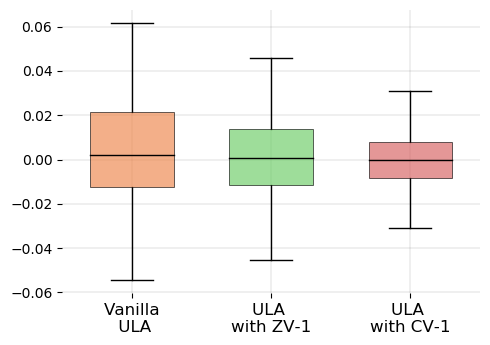 0.06
0.04
0.02
0.00
−0.02
−0.04
−0.06
Vanilla
ULA
ULA
with ZV-1
ULA
with CV-1